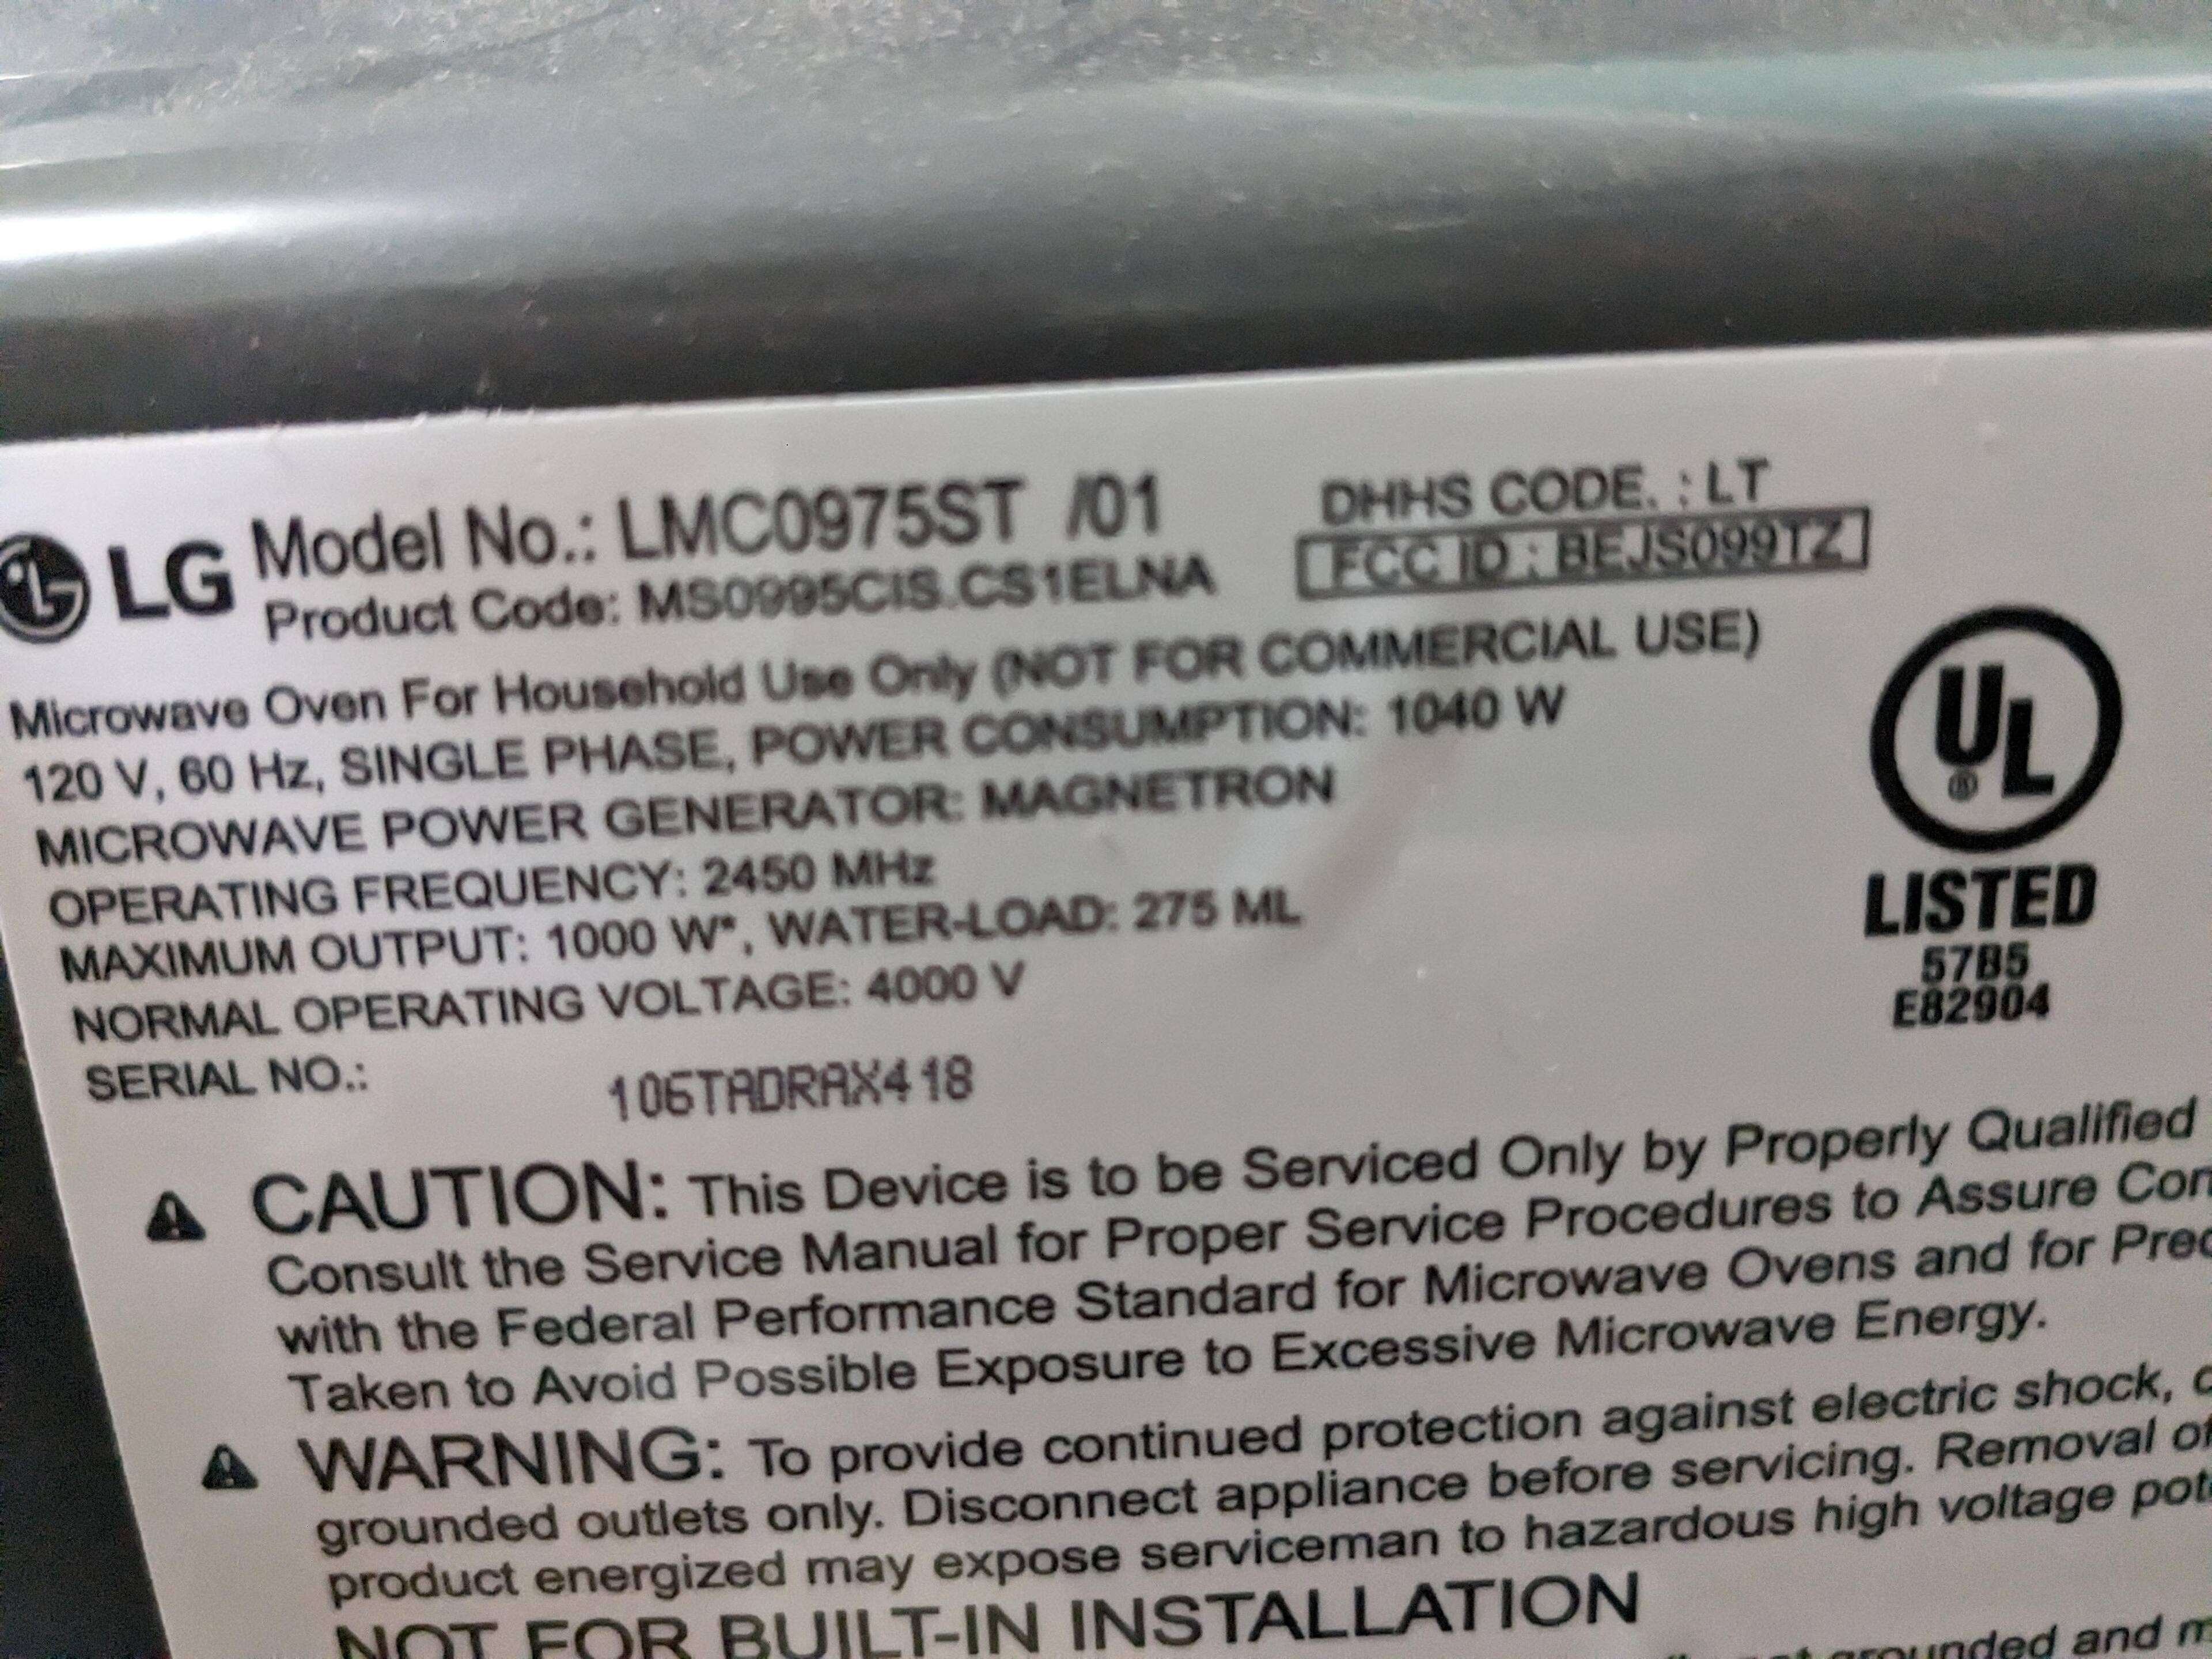 LG Model No.: LMC0975ST /01
Product Code: MS0995CIS.CS1ELNA
DHHS CODE. : LT
FCC ID : BEJS099TZ
Microwave Oven For Household Use Only (NOT FOR COMMERCIAL USE)
120 V, 60 Hz, SINGLE PHASE, POWER CONSUMPTION: 1040 W
MICROWAVE POWER GENERATOR: MAGNETRON
OPERATING FREQUENCY: 2450 MHz
MAXIMUM OUTPUT: 1000 W*, WATER-LOAD: 275 ML
NORMAL OPERATING VOLTAGE: 4000 V
SERIAL NO.: 106TADRAX418
UL ®
LISTED
57B5
E82904
CAUTION: This Device is to be Serviced Only by Properly Qualified
Consult the Service Manual for Proper Service Procedures to Assure
with the Federal Performance Standard for Microwave Ovens and for
Taken to Avoid Possible Exposure to Excessive Microwave Energy.
WARNING: To provide continued protection against electric shock,
grounded outlets only. Disconnect appliance before servicing. Removal
product energized may expose serviceman to hazardous high voltage
NOT FOR BUILT-IN INSTALLATION
grounded and